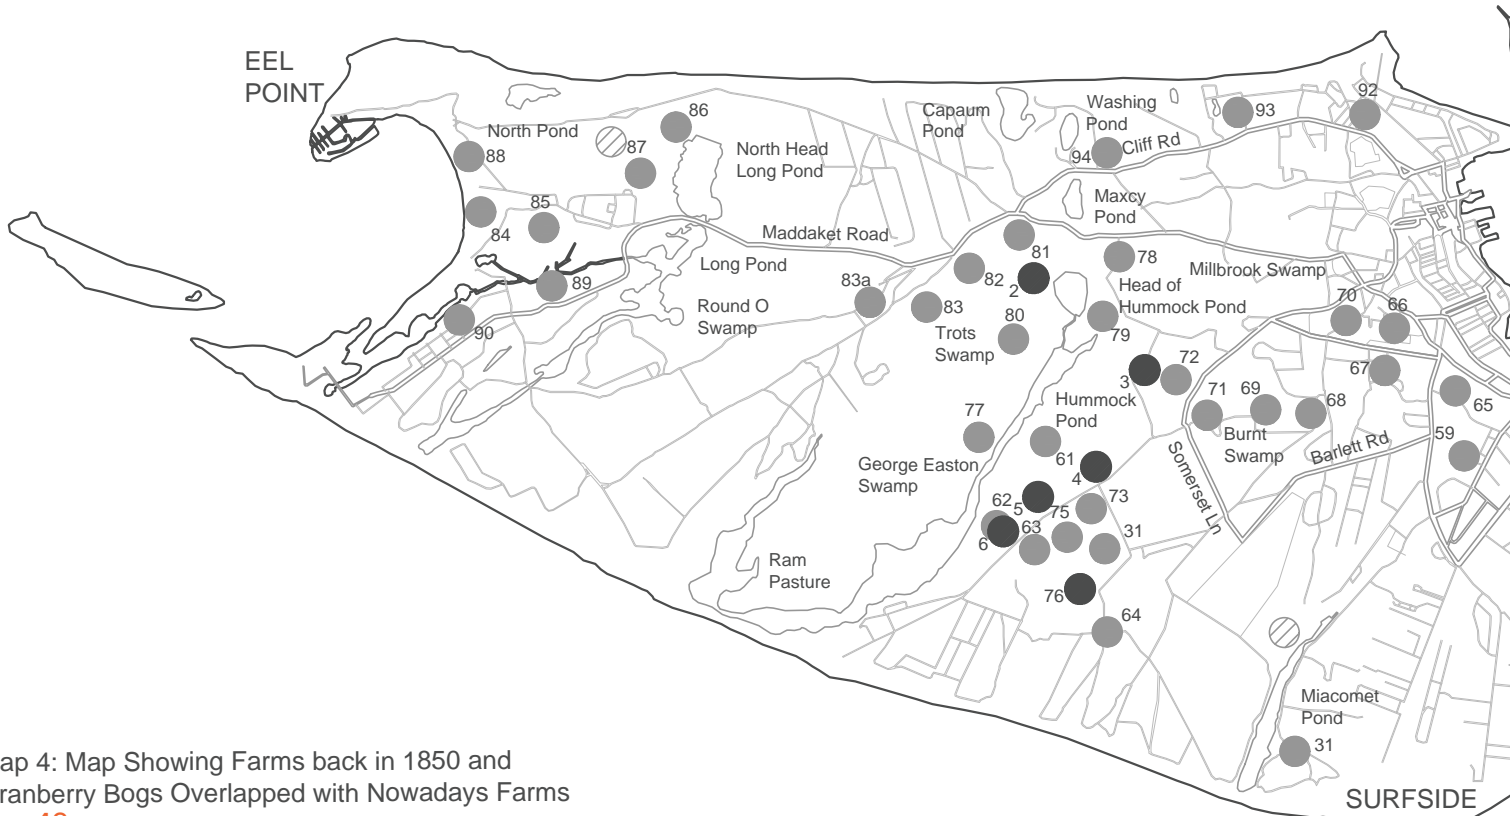 EEL
POINT
92
86
Capaum
Pond
Washing
Pond
93
North Pond
87
88
North Head
Long Pond
94
Cliff Rd
Maxcy
Pond
85
84
Maddaket Road
81
78
Long Pond
82
2
Millbrook Swamp
83a
89
Head of
Hummock Pond
Round O
Swamp
83
70
66
90
80
79
Trots
Swamp
67
72
3
71
69
68
65
Hummock
Pond
77
Burnt
Swamp
59
Barlett Rd
Somerset Ln
61
4
George Easton
Swamp
62
5
75
73
6
63
31
Ram
Pasture
76
64
Miacomet
Pond
31
ap 4: Map Showing Farms back in 1850 and
ranberry Bogs Overlapped with Nowadays Farms
SURFSIDE